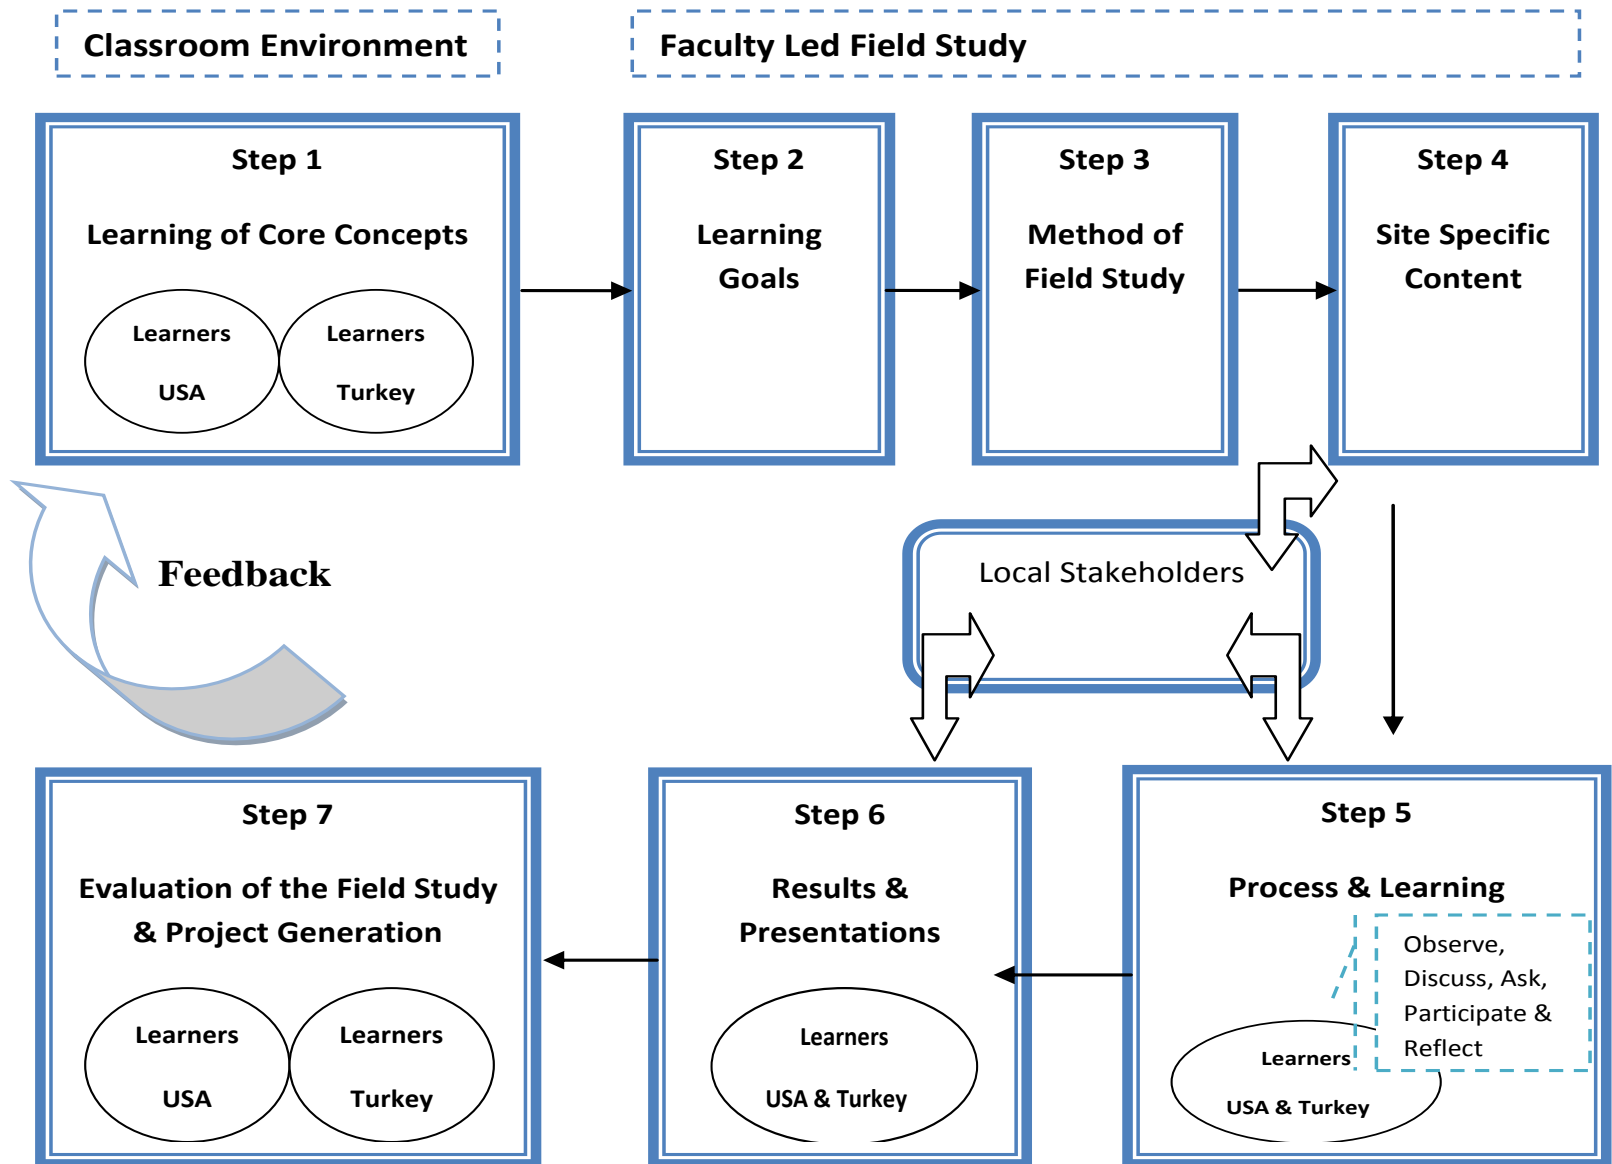 Classroom Environment
Faculty Led Field Study
Step 1
Learning of Core Concepts
Learners
USA
Learners
Turkey
Step 2
Learning
Goals
Step 3
Method of
Field Study
Step 4
Site Specific
Content
Feedback
Local Stakeholders
Step 7
Evaluation of the Field Study
& Project Generation
Learners
USA
Learners
Turkey
Step 6
Results &
Presentations
Learners
USA & Turkey
Step 5
Process & Learning
Observe,
Discuss, Ask,
Participate &
Reflect
Learners
USA & Turkey